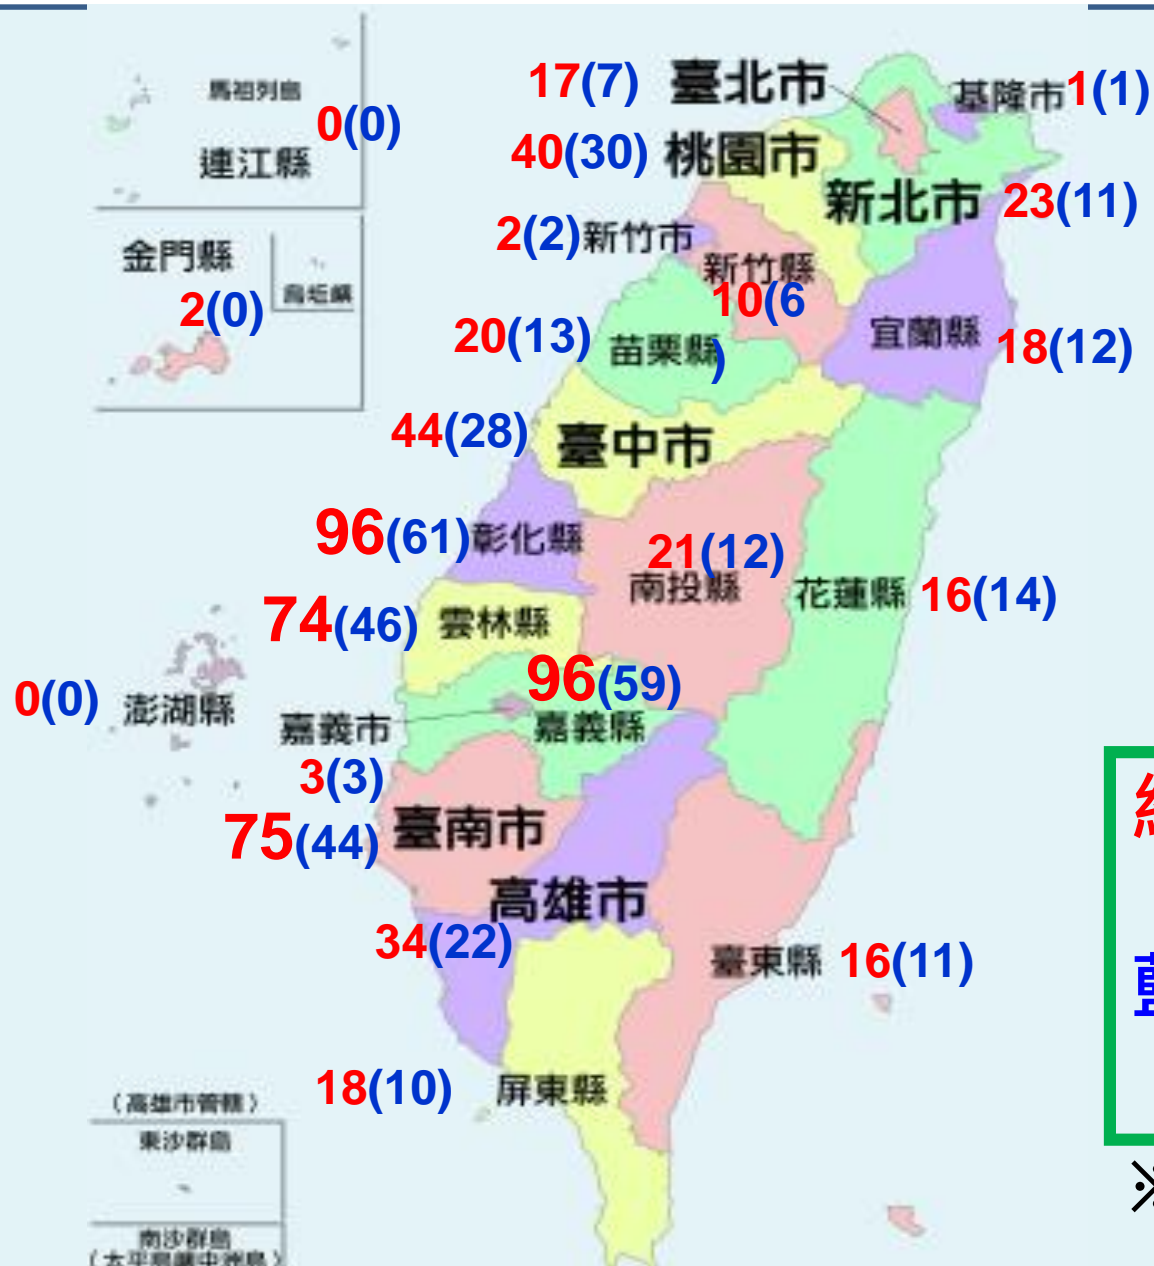 馬祖列島
0(0)
連江縣
金門縣
烏坵鄉
2(0)
17(7) 臺北市
基隆市 1(1)
40(30) 桃園市
新北市 23(11)
2(2) 新竹市
新竹縣
10(6
)
20(13) 苗栗縣
宜蘭縣 18(12)
44(28) 臺中市
96(61) 彰化縣
21(12)
南投縣
花蓮縣 16(14)
74(46) 雲林縣
96(59)
嘉義縣
0(0) 澎湖縣
嘉義市
3(3)
75(44) 臺南市
高雄市
34(22)
臺東縣 16(11)
18(10) 屏東縣
(高雄市管轄)
東沙群島
南沙群島
※